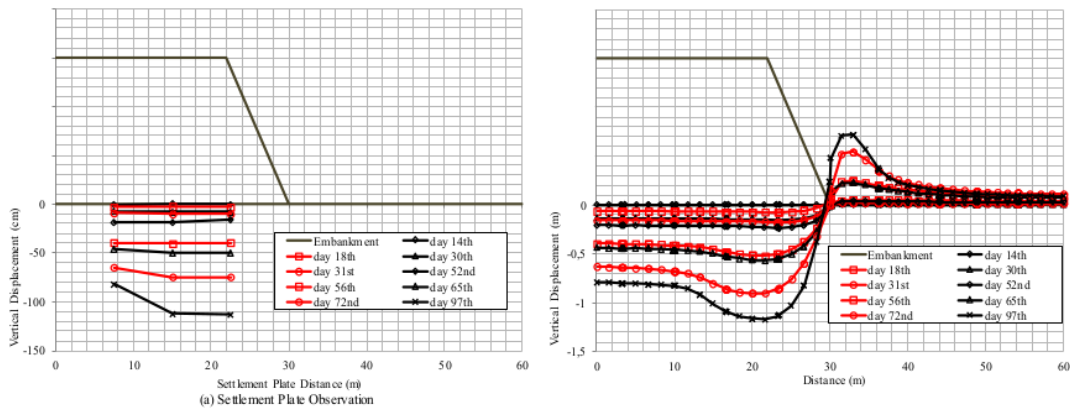 0
-50
-100
-150
Vertical Displacement (cm)
0 10 20 30 40 50 60
Embankment day 14th
day 18th day 30th
day 31st day 52nd
day 56th day 65th
day 72nd day 97th
Settlement Plate Distance (m)
(a) Settlement Plate Observation
0
-0,5
-1
-1,5
Vertical Displacement (m)
0 10 20 30 40 50 60
Embankment day 14th
day 18th day 30th
day 31st day 52nd
day 56th day 65th
day 72nd day 97th
Distance (m)